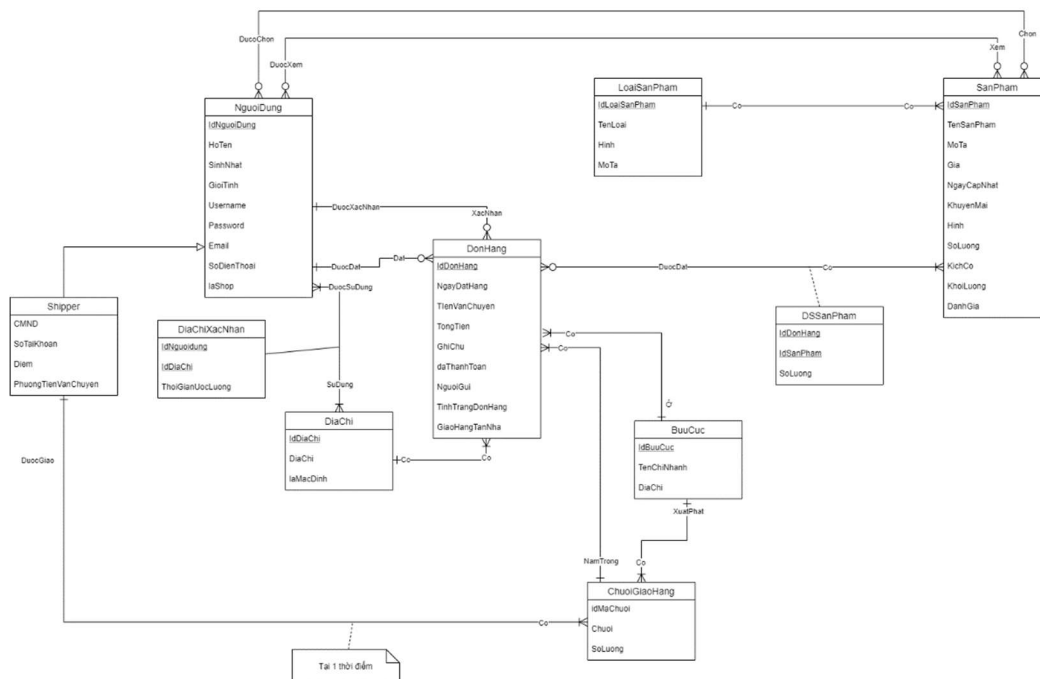 DucoChon
Chon
DuocXem
Xem
NguoiDung
IdNguoiDung
HoTen
SinhNhat
GioiTinh
Username
Password
Email
SoDienThoai
laShop
LoaiSanPham
IdLoaiSanPham
TenLoai
Hinh
MoTa
Co
Co
SanPham
IdSanPham
TenSanPham
MoTa
Gia
NgayCapNhat
KhuyenMai
Hinh
SoLuong
KichCo
KhoiLuong
DanhGia
DuocXacNhan
XacNhan
DuocDat
Dat
DuocSuDung
DonHang
IdDonHang
NgayDatHang
TienVanChuyen
TongTien
GhiChu
daThanhToan
NguoiGui
TinhTrangDonHang
GiaoHangTanNha
DuocDat
Co
DSSanPham
IdDonHang
IdSanPham
SoLuong
Shipper
CMND
SoTaiKhoan
Diem
PhuongTienVanChuyen
DiaChiXacNhan
IdNguoidung
IdDiaChi
ThoiGianUocLuong
SuDung
DiaChi
IdDiaChi
DiaChi
laMacDinh
Co
Co
Co
Co
Ở
BuuCuc
IdBuuCuc
TenChiNhanh
DiaChi
XuatPhat
Co
NamTrong
ChuoiGiaoHang
idMaChuoi
Chuoi
SoLuong
DuocGiao
Co
Tại 1 thời điểm